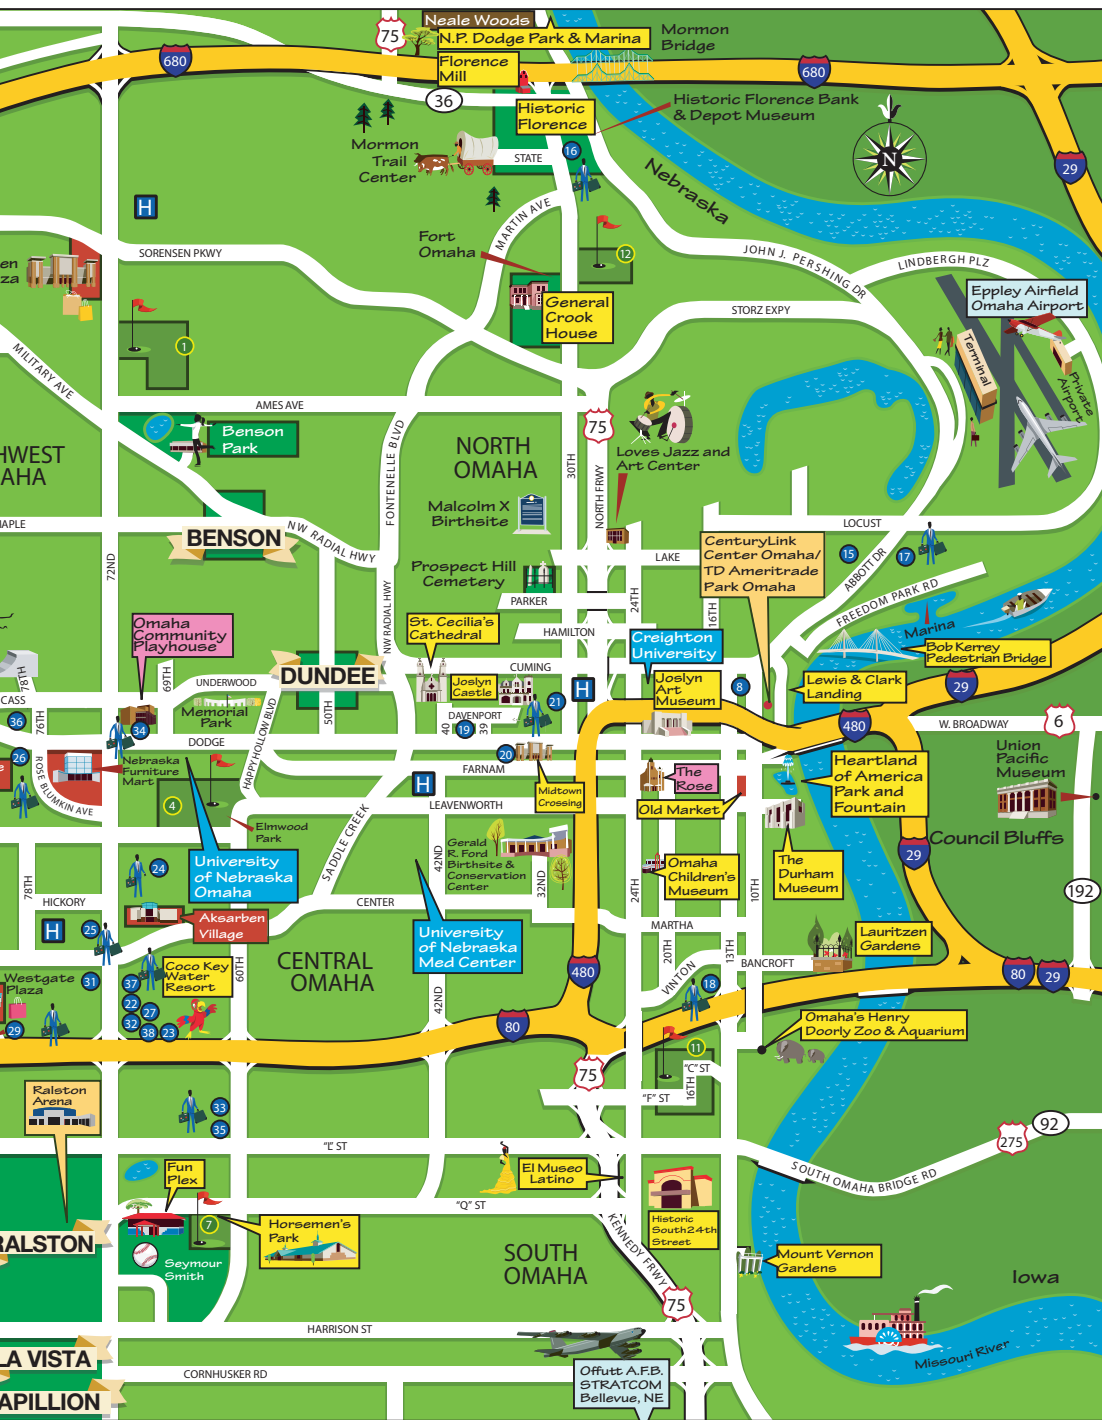 75
Neale Woods
N.P. Dodge Park & Marina
Mormon
Bridge
680
Florence
Mill
680
36
Historic
Florence
Historic Florence Bank
& Depot Museum
N
29
Mormon
Trail
Center
STATE
16
Nebraska
H
MARTIN AVE
SORENSEN PKWY
Fort
Omaha
12
JOHN J. PERSHING DR
LINDBERGH PLZ
en
za
General
Crook
House
STORZ EXPY
Eppley Airfield
Omaha Airport
Terminal
Private
Airport
1
MILITARY AVE
AMES AVE
Benson
Park
FONTENELLE BLVD
NORTH
OMAHA
75
30TH
NORTH FRWY
Loves Jazz and
Art Center
HWEST
AHA
Malcolm X
Birthsite
APLE
BENSON
NW RADIAL HWY
LOCUST
72ND
LAKE
CenturyLink
Center Omaha/
TD Ameritrade
Park Omaha
15
17
ABBOTT DR
Prospect Hill
Cemetery
PARKER
24TH
16TH
FREEDOM PARK RD
NW RADIAL HWY
Omaha
Community
Playhouse
St. Cecilia's
Cathedral
HAMILTON
Creighton
University
Marina
Bob Kerrey
Pedestrian Bridge
DUNDEE
CUMING
78TH
69TH
UNDERWOOD
Joslyn
Castle
H
Joslyn
Art
Museum
8
Lewis & Clark
Landing
29
CASS
36
76TH
34
Memorial
Park
50TH
HAPPY HOLLOW BLVD
DAVENPORT
21
40
19
39
480
W. BROADWAY
6
DODGE
26
Nebraska
Furniture
Mart
ROSE BLUMKIN AVE
20
FARNAM
Midtown
Crossing
The
Rose
Old Market
Heartland
of America
Park and
Fountain
Union
Pacific
Museum
H
4
LEAVENWORTH
Elmwood
Park
SADDLE CREEK
Council Bluffs
Gerald
R. Ford
Birthsite &
Conservation
Center
42ND
32ND
24
University
of Nebraska
Omaha
Omaha
Children's
Museum
The
Durham
Museum
29
78TH
24TH
10TH
192
HICKORY
CENTER
H
25
Aksarben
Village
University
of Nebraska
Med Center
MARTHA
Lauritzen
Gardens
20TH
13TH
CENTRAL
OMAHA
60TH
Westgate
Plaza
31
37
Coco Key
Water
Resort
480
VINTON
BANCROFT
18
80
29
22
27
32
38
23
29
42ND
80
Omaha's Henry
Doorly Zoo & Aquarium
11
75
"C" ST
16TH
"F" ST
Ralston
Arena
33
35
92
275
"L" ST
SOUTH OMAHA BRIDGE RD
Fun
Plex
El Museo
Latino
"Q" ST
7
Horsemen's
Park
Historic
South24th
Street
KENNEDY FRWY
RALSTON
Seymour
Smith
SOUTH
OMAHA
Mount Vernon
Gardens
Iowa
75
HARRISON ST
LA VISTA
Missouri River
CORNHUSKER RD
Offutt A.F.B.
STRATCOM
Bellevue, NE
APILLION